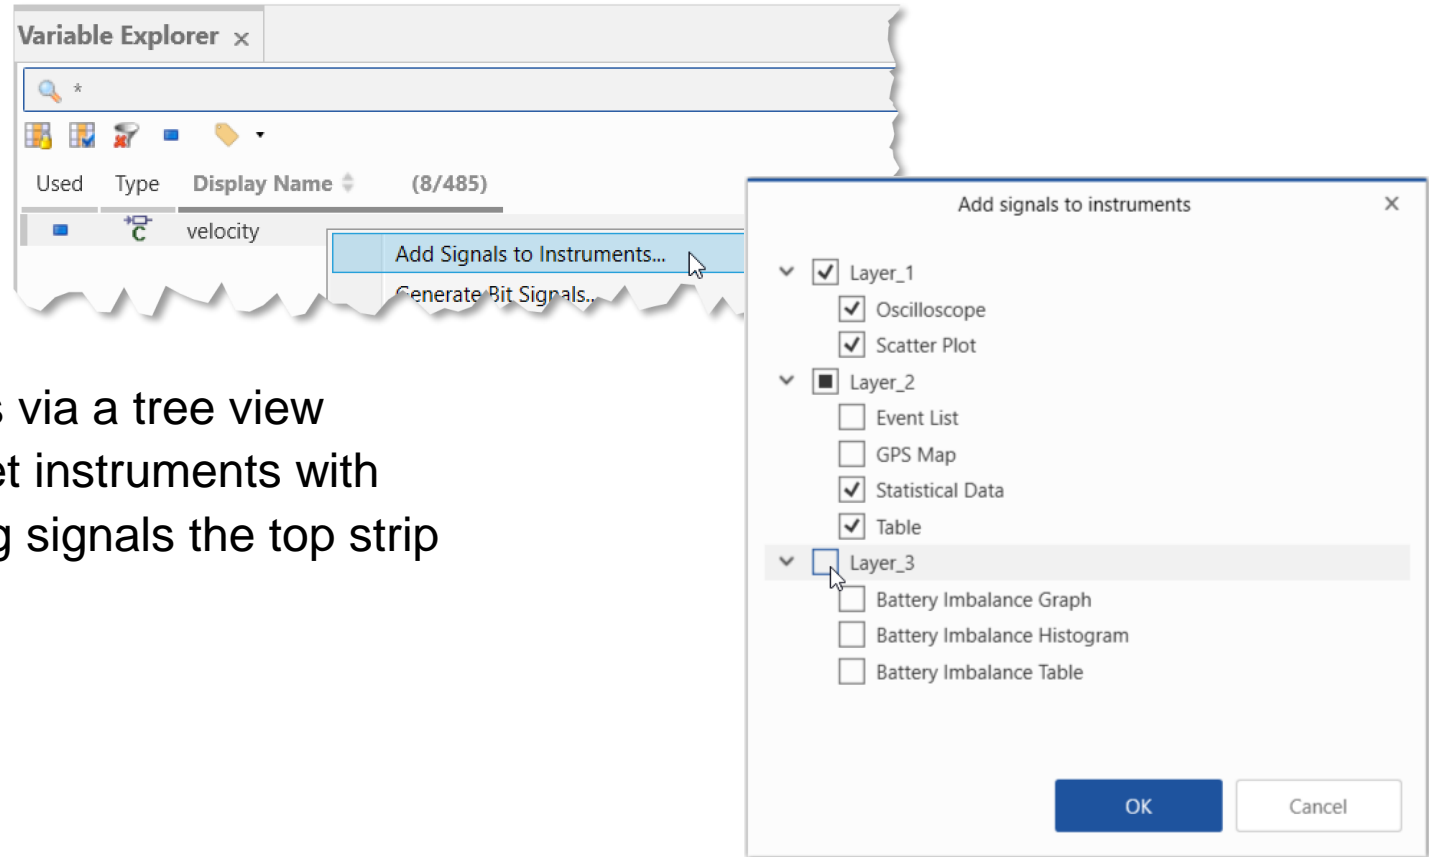 Variable Explorer ×
*
Used Type Display Name (8/485)
velocity
Add Signals to Instruments...
Generate Bit Signals...
s via a tree view
et instruments with
g signals the top strip
Add signals to instruments ×
Layer_1
Oscilloscope
Scatter Plot
Layer_2
Event List
GPS Map
Statistical Data
Table
Layer_3
Battery Imbalance Graph
Battery Imbalance Histogram
Battery Imbalance Table
OK Cancel